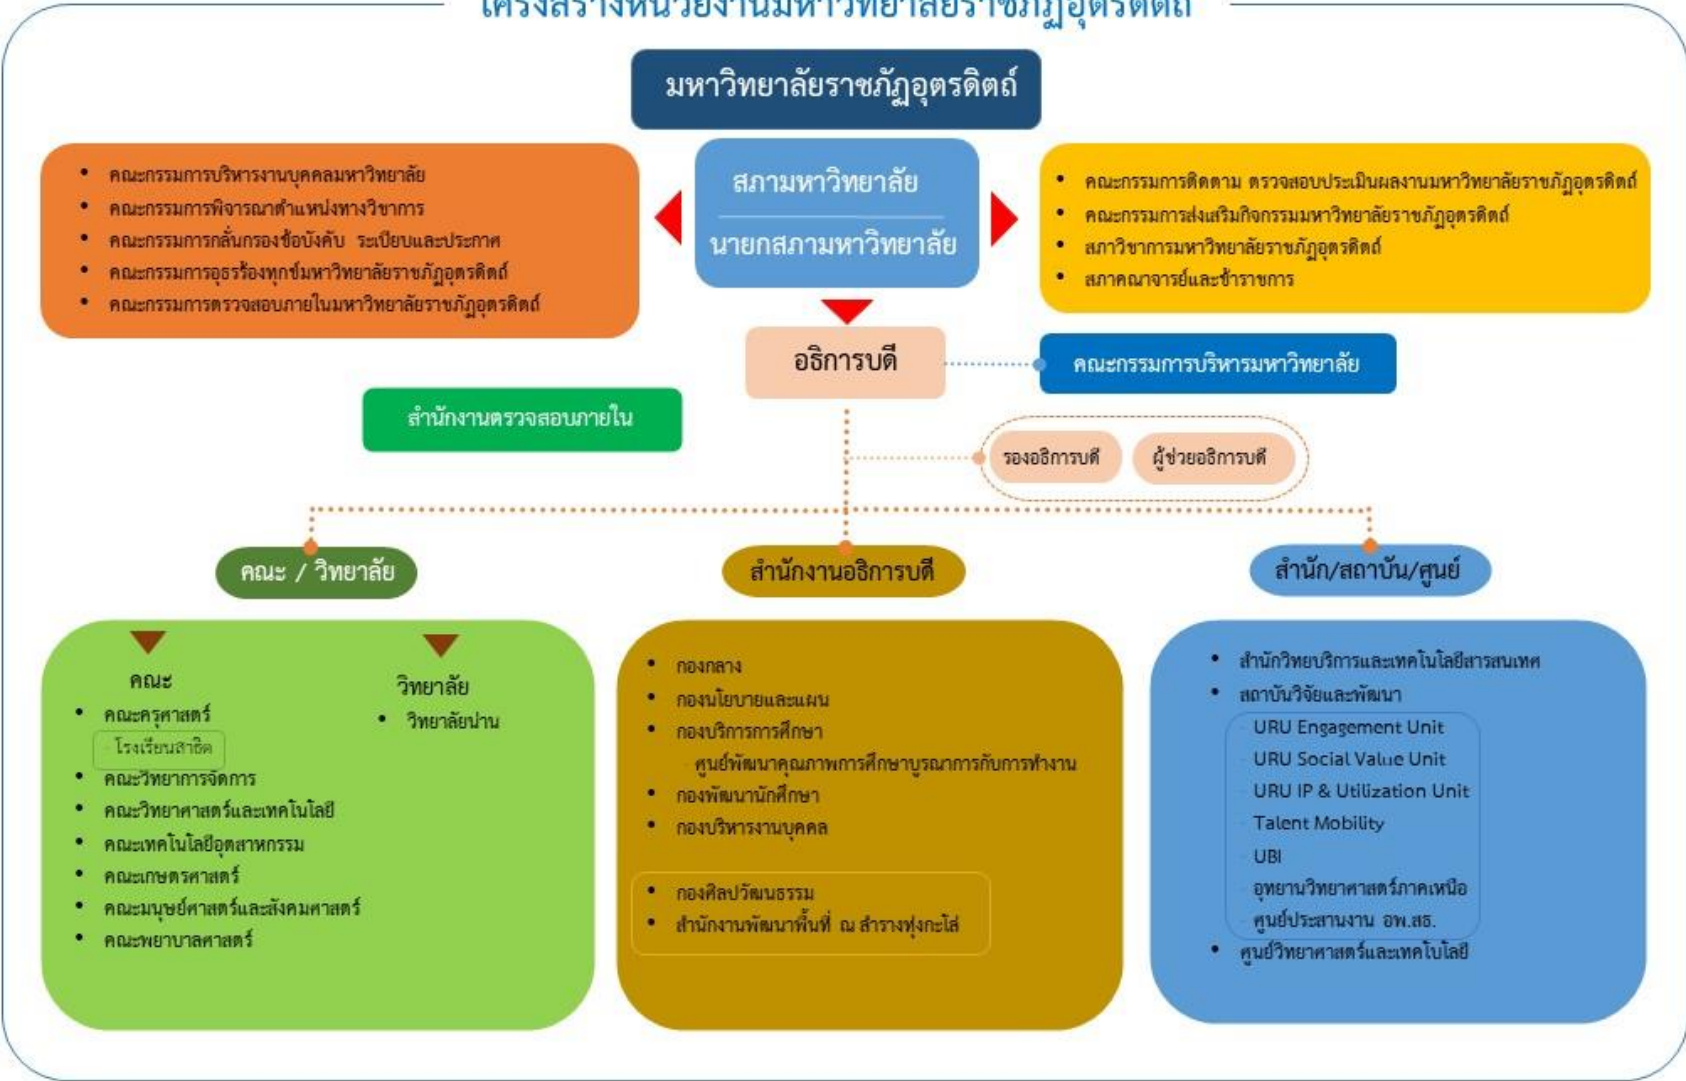 โครงสร้างหน่วยงานมหาวิทยาลัยราชภัฏอุตรดิตถ์
มหาวิทยาลัยราชภัฏอุตรดิตถ์
• คณะกรรมการบริหารงานบุคคลมหาวิทยาลัย
• คณะกรรมการพิจารณาตำแหน่งทางวิชาการ
• คณะกรรมการกลั่นกรองข้อบังคับ ระเบียบและประกาศ
• คณะกรรมการอุธรร้องทุกข์มหาวิทยาลัยราชภัฏอุตรดิตถ์
• คณะกรรมการตรวจสอบภายในมหาวิทยาลัยราชภัฏอุตรดิตถ์
สภามหาวิทยาลัย
นายกสภามหาวิทยาลัย
• คณะกรรมการติดตาม ตรวจสอบประเมินผลงานมหาวิทยาลัยราชภัฏอุตรดิตถ์
• คณะกรรมการส่งเสริมกิจกรรมมหาวิทยาลัยราชภัฏอุตรดิตถ์
• สภาวิชาการมหาวิทยาลัยราชภัฏอุตรดิตถ์
• สภาคณาจารย์และข้าราชการ
อธิการบดี
คณะกรรมการบริหารมหาวิทยาลัย
สำนักงานตรวจสอบภายใน
รองอธิการบดี
ผู้ช่วยอธิการบดี
คณะ / วิทยาลัย
สำนักงานอธิการบดี
สำนัก/สถาบัน/ศูนย์
คณะ
• คณะครุศาสตร์
- โรงเรียนสาธิต
• คณะวิทยาการจัดการ
• คณะวิทยาศาสตร์และเทคโนโลยี
• คณะเทคโนโลยีอุตสาหกรรม
• คณะเกษตรศาสตร์
• คณะมนุษย์ศาสตร์และสังคมศาสตร์
• คณะพยาบาลศาสตร์
วิทยาลัย
• วิทยาลัยน่าน
• กองกลาง
• กองนโยบายและแผน
• กองบริการการศึกษา
- ศูนย์พัฒนาคุณภาพการศึกษาบูรณาการกับการทำงาน
• กองพัฒนานักศึกษา
• กองบริหารงานบุคคล
• กองศิลปวัฒนธรรม
• สำนักงานพัฒนาพื้นที่ ณ ลำรางทุ่งกะโล่
• สำนักวิทยบริการและเทคโนโลยีสารสนเทศ
• สถาบันวิจัยและพัฒนา
- URU Engagement Unit
- URU Social Value Unit
- URU IP & Utilization Unit
- Talent Mobility
- UBI
- อุทยานวิทยาศาสตร์ภาคเหนือ
- ศูนย์ประสานงาน อพ.สธ.
• ศูนย์วิทยาศาสตร์และเทคโนโลยี